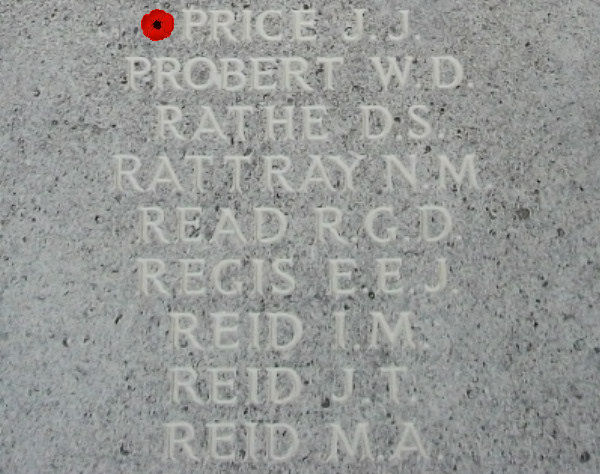 PRICE J.J.
PROBERT W.D.
RATHE D.S.
RATTRAY N.M.
READ R.G.D.
REGIS E.E.J.
REID I.M.
REID J.T.
REID M.A.